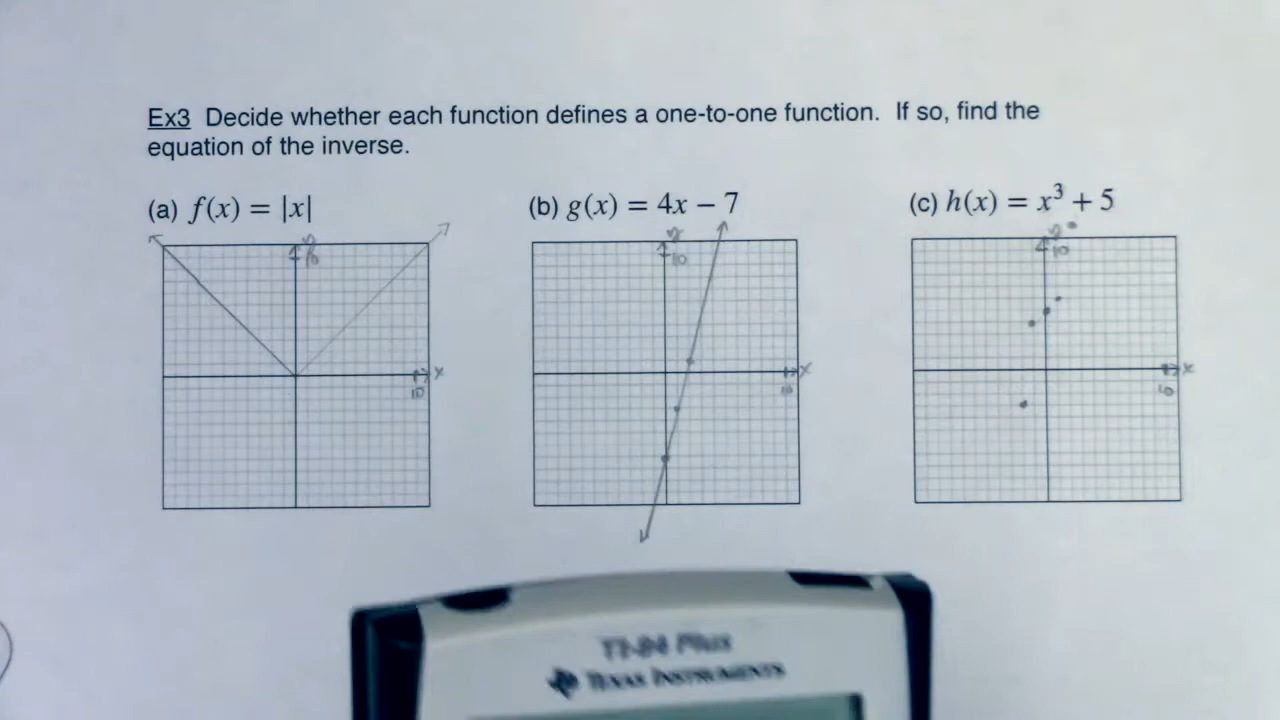 Ex3 Decide whether each function defines a one-to-one function. If so, find the
equation of the inverse.
(a) f(x) = |x|
(b) g(x) = 4x − 7
(c) h(x) = x³ + 5
y
10
x
10
y
10
x
10
y
10
x
10
TI-84 Plus
TEXAS INSTRUMENTS